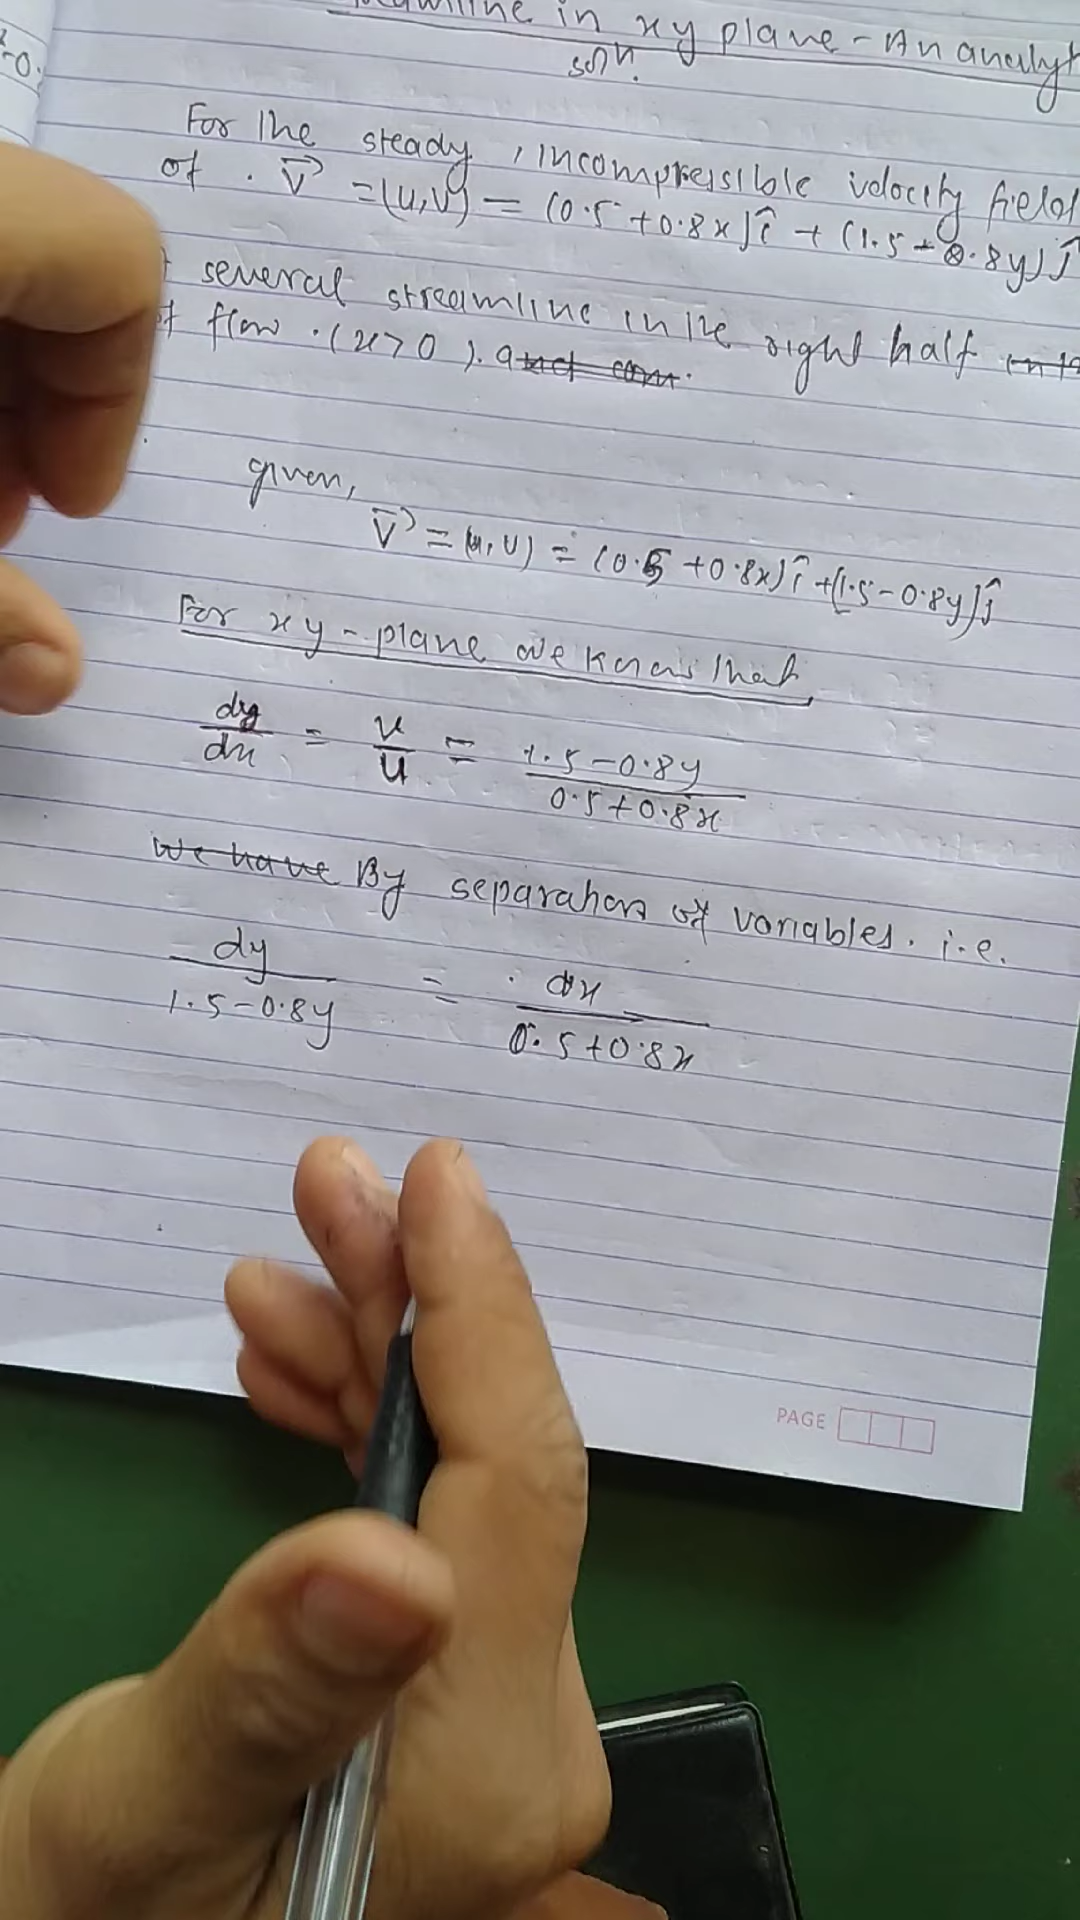 in xy plane - An analyt
soln.
For the steady, incompressible velocity field
of . V⃗ = (u,v) = (0.5 + 0.8x)î + (1.5 - 0.8y)ĵ
several streamline in the right half
of flow . (x>0).
given,
V⃗ = (u,v) = (0.5 + 0.8x)î + (1.5 - 0.8y)ĵ
For xy-plane we know that,
dy/dx = v/u = 1.5-0.8y / 0.5+0.8x
we have By separation of variables. i.e.
dy / 1.5-0.8y = dx / 0.5+0.8x
PAGE